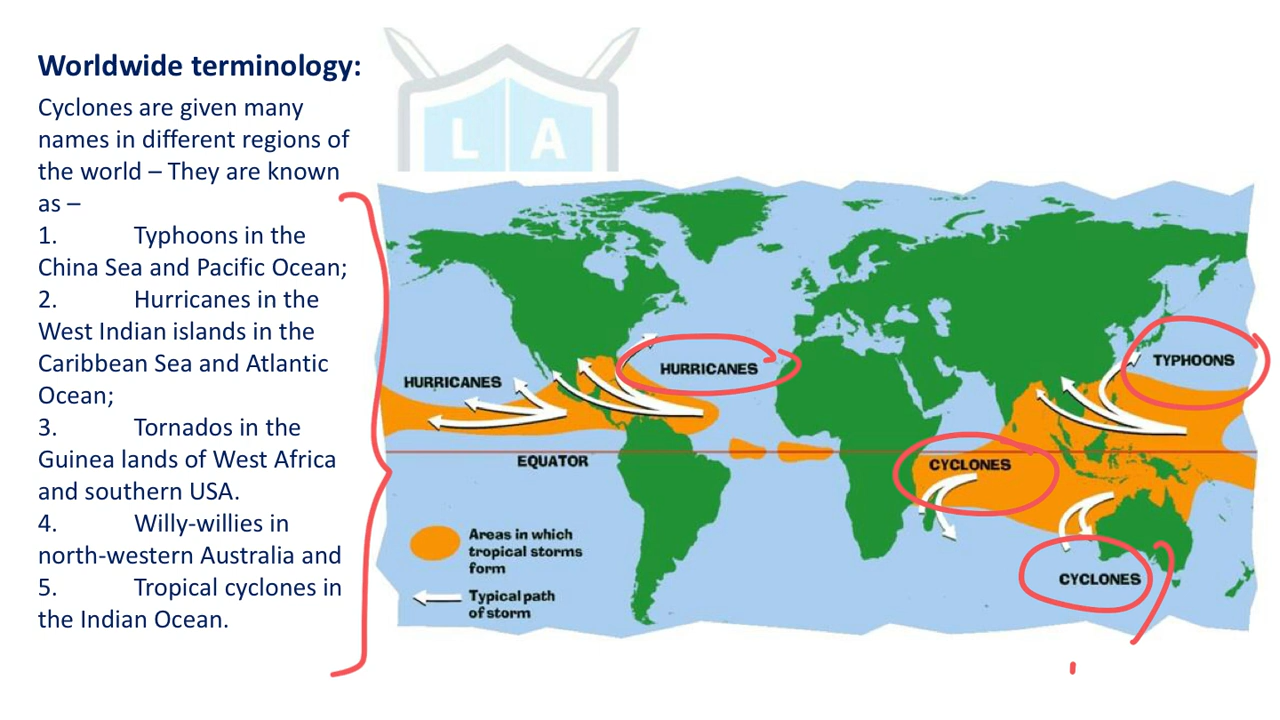 L A
Worldwide terminology:
Cyclones are given many
names in different regions of
the world – They are known
as –
1. Typhoons in the
China Sea and Pacific Ocean;
2. Hurricanes in the
West Indian islands in the
Caribbean Sea and Atlantic
Ocean;
3. Tornados in the
Guinea lands of West Africa
and southern USA.
4. Willy-willies in
north-western Australia and
5. Tropical cyclones in
the Indian Ocean.
HURRICANES
HURRICANES
TYPHOONS
EQUATOR
CYCLONES
CYCLONES
Areas in which
tropical storms
form
Typical path
of storm